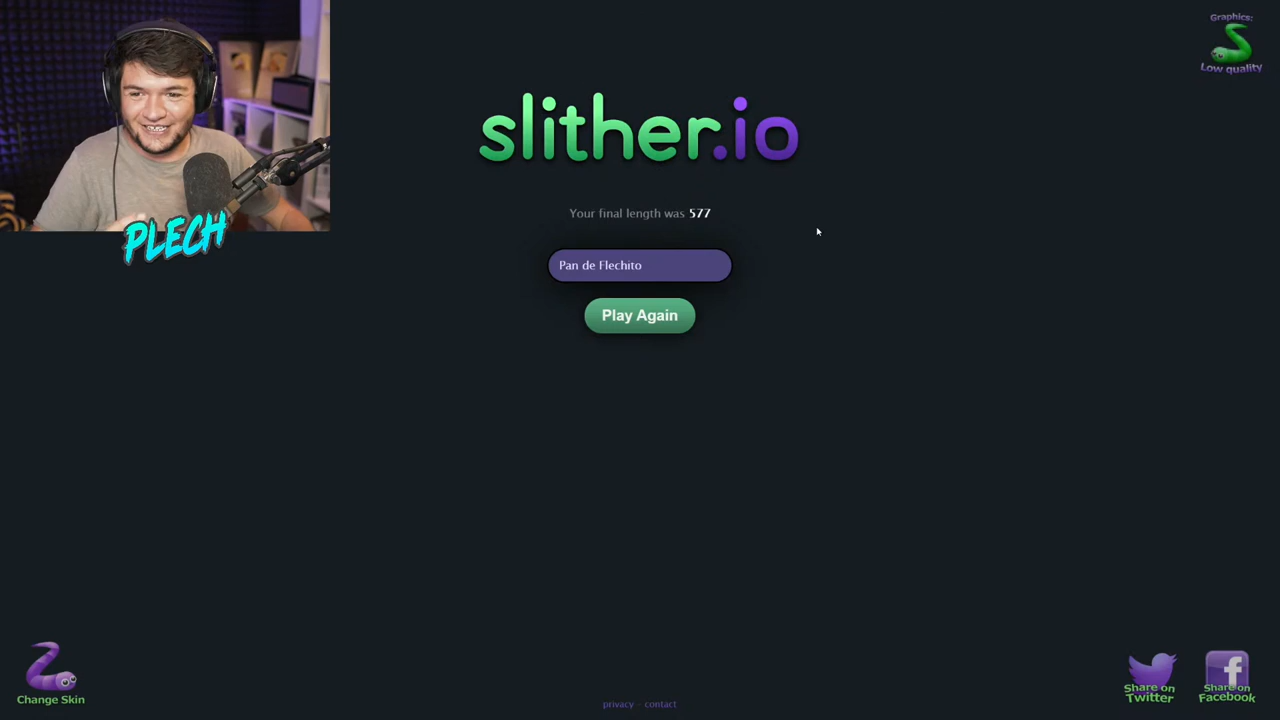 Graphics:
Low quality
slither.io
Your final length was 577
PLECH
Pan de Flechito
Play Again
Change Skin
privacy - contact
Share on
Twitter
Share on
Facebook